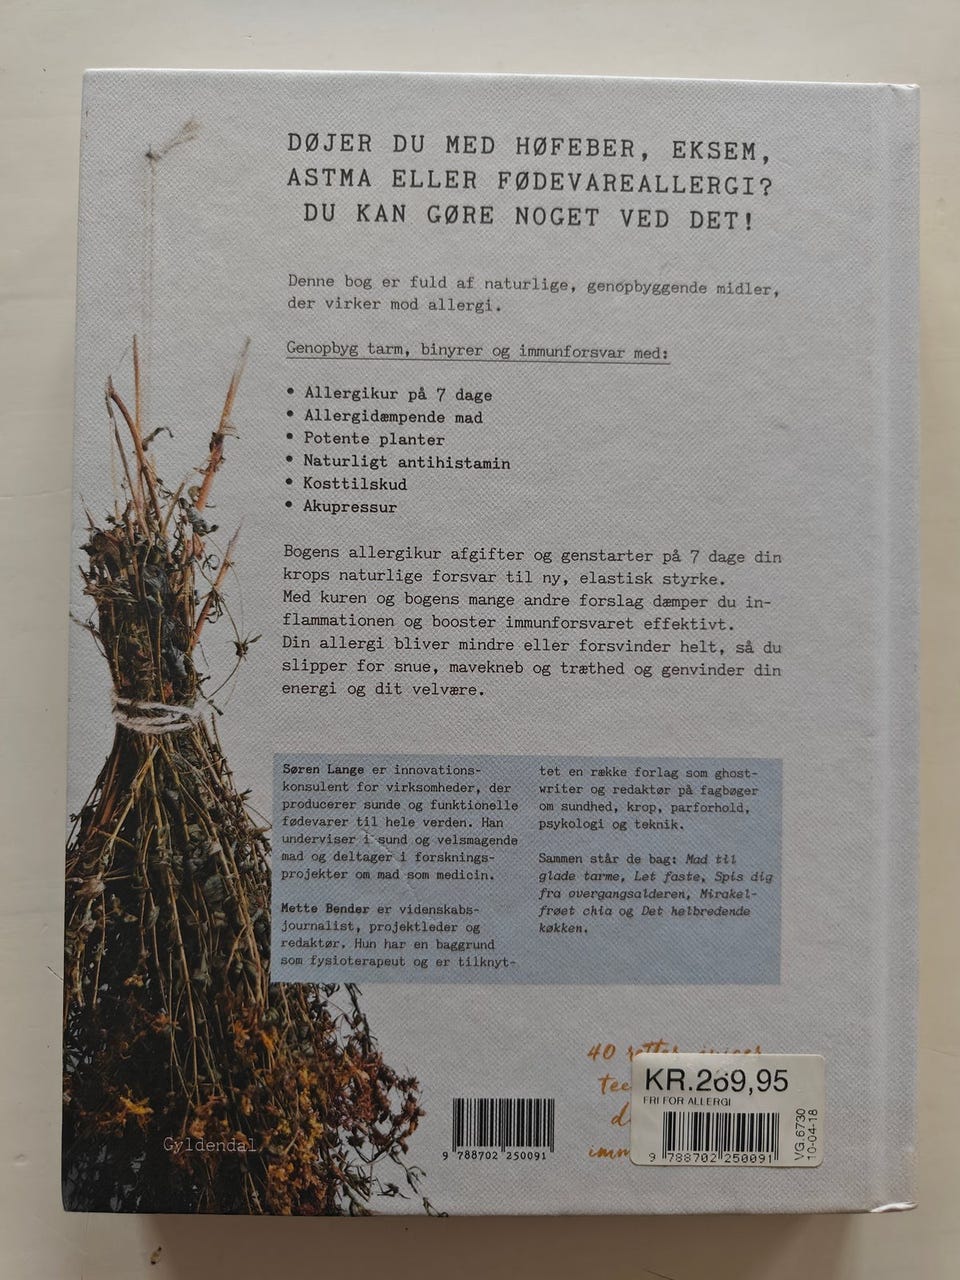 DØJER DU MED HØFEBER, EKSEM,
ASTMA ELLER FØDEVAREALLERGI?
DU KAN GØRE NOGET VED DET!
Denne bog er fuld af naturlige, genopbyggende midler,
der virker mod allergi.
Genopbyg tarm, binyrer og immunforsvar med:
• Allergikur på 7 dage
• Allergidæmpende mad
• Potente planter
• Naturligt antihistamin
• Kosttilskud
• Akupressur
Bogens allergikur afgifter og genstarter på 7 dage din
krops naturlige forsvar til ny, elastisk styrke.
Med kuren og bogens mange andre forslag dæmper du in-
flammationen og booster immunforsvaret effektivt.
Din allergi bliver mindre eller forsvinder helt, så du
slipper for snue, mavekneb og træthed og genvinder din
energi og dit velvære.
Søren Lange er innovations-
konsulent for virksomheder, der
producerer sunde og funktionelle
fødevarer til hele verden. Han
underviser i sund og velsmagende
mad og deltager i forsknings-
projekter om mad som medicin.
Mette Bender er videnskabs-
journalist, projektleder og
redaktør. Hun har en baggrund
som fysioterapeut og er tilknyt-
tet en række forlag som ghost-
writer og redaktør på fagbøger
om sundhed, krop, parforhold,
psykologi og teknik.
Sammen står de bag: Mad til
glade tarme, Let faste, Spis dig
fra overgangsalderen, Mirakel-
frøet chia og Det helbredende
køkken.
40
Gyldendal
9 788702 250091
KR.269,95
FRI FOR ALLERGI
9 788702 250091
VG.6730
10-04-18